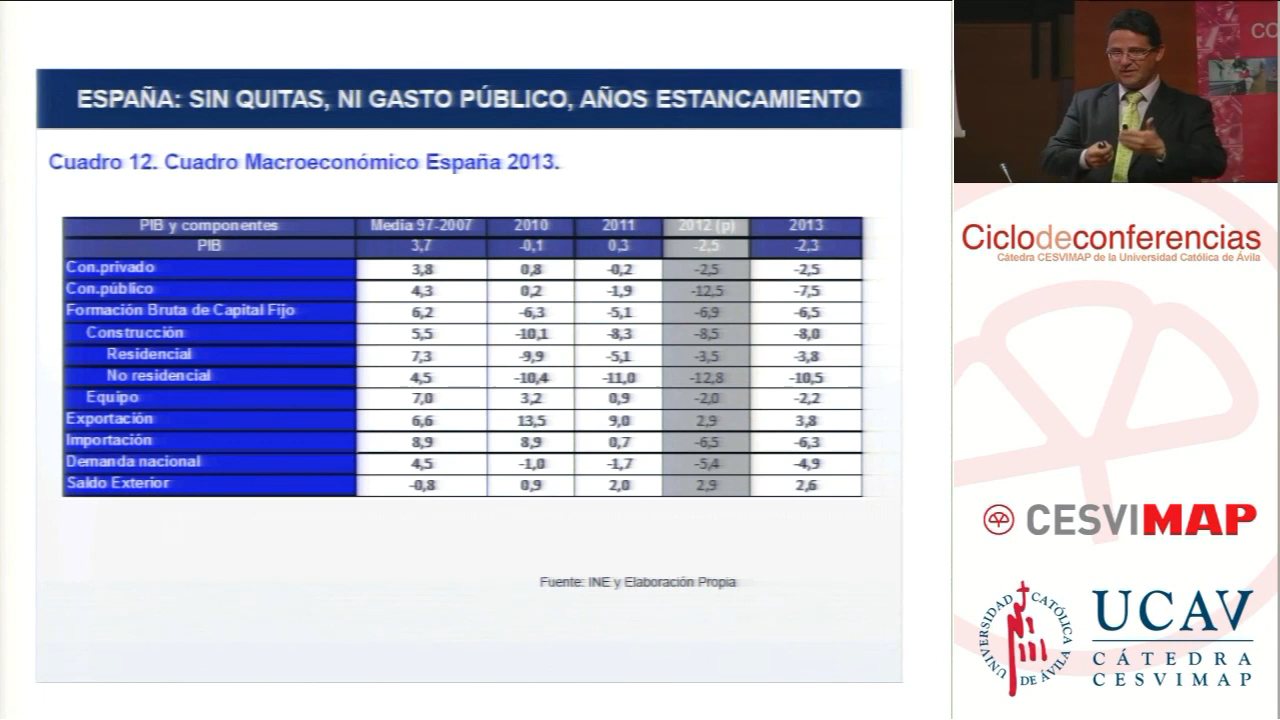 ESPAÑA: SIN QUITAS, NI GASTO PÚBLICO, AÑOS ESTANCAMIENTO
Cuadro 12. Cuadro Macroeconómico España 2013.
PIB y componentes Media 97-2007 2010 2011 2012 (p) 2013
PIB 3,7 -0,1 0,3 -2,5 -2,3
Con.privado 3,8 0,8 -0,2 -2,5 -2,5
Con.público 4,3 0,2 -1,9 -12,5 -7,5
Formación Bruta de Capital Fijo 6,2 -6,3 -5,1 -6,9 -6,5
Construcción 5,5 -10,1 -8,3 -8,5 -8,0
Residencial 7,3 -9,9 -5,1 -3,5 -3,8
No residencial 4,5 -10,4 -11,0 -12,8 -10,5
Equipo 7,0 3,2 0,9 -2,0 -2,2
Exportación 6,6 13,5 9,0 2,9 3,8
Importación 8,9 8,9 0,7 -6,5 -6,3
Demanda nacional 4,5 -1,0 -1,7 -5,4 -4,9
Saldo Exterior -0,8 0,9 2,0 2,9 2,6
Fuente: INE y Elaboración Propia
CO
Ciclodeconferencias
Cátedra CESVIMAP de la Universidad Católica de Ávila
CESVIMAP
UNIVERSIDAD CATÓLICA DE ÁVILA
UCAV
CÁTEDRA
CESVIMAP